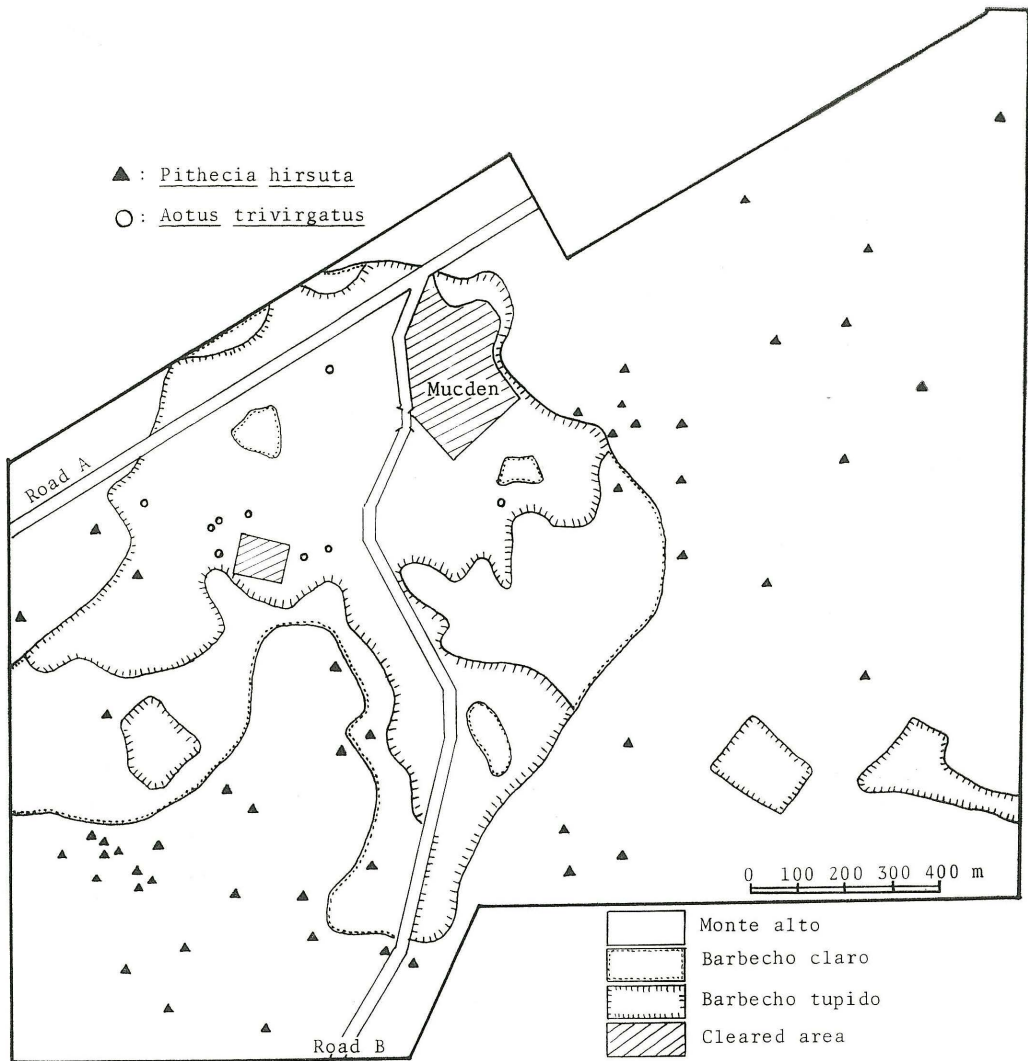 ▲: Pithecia hirsuta
○: Aotus trivirgatus
Mucden
Road A
0 100 200 300 400 m
Monte alto
Barbecho claro
Barbecho tupido
Cleared area
Road B